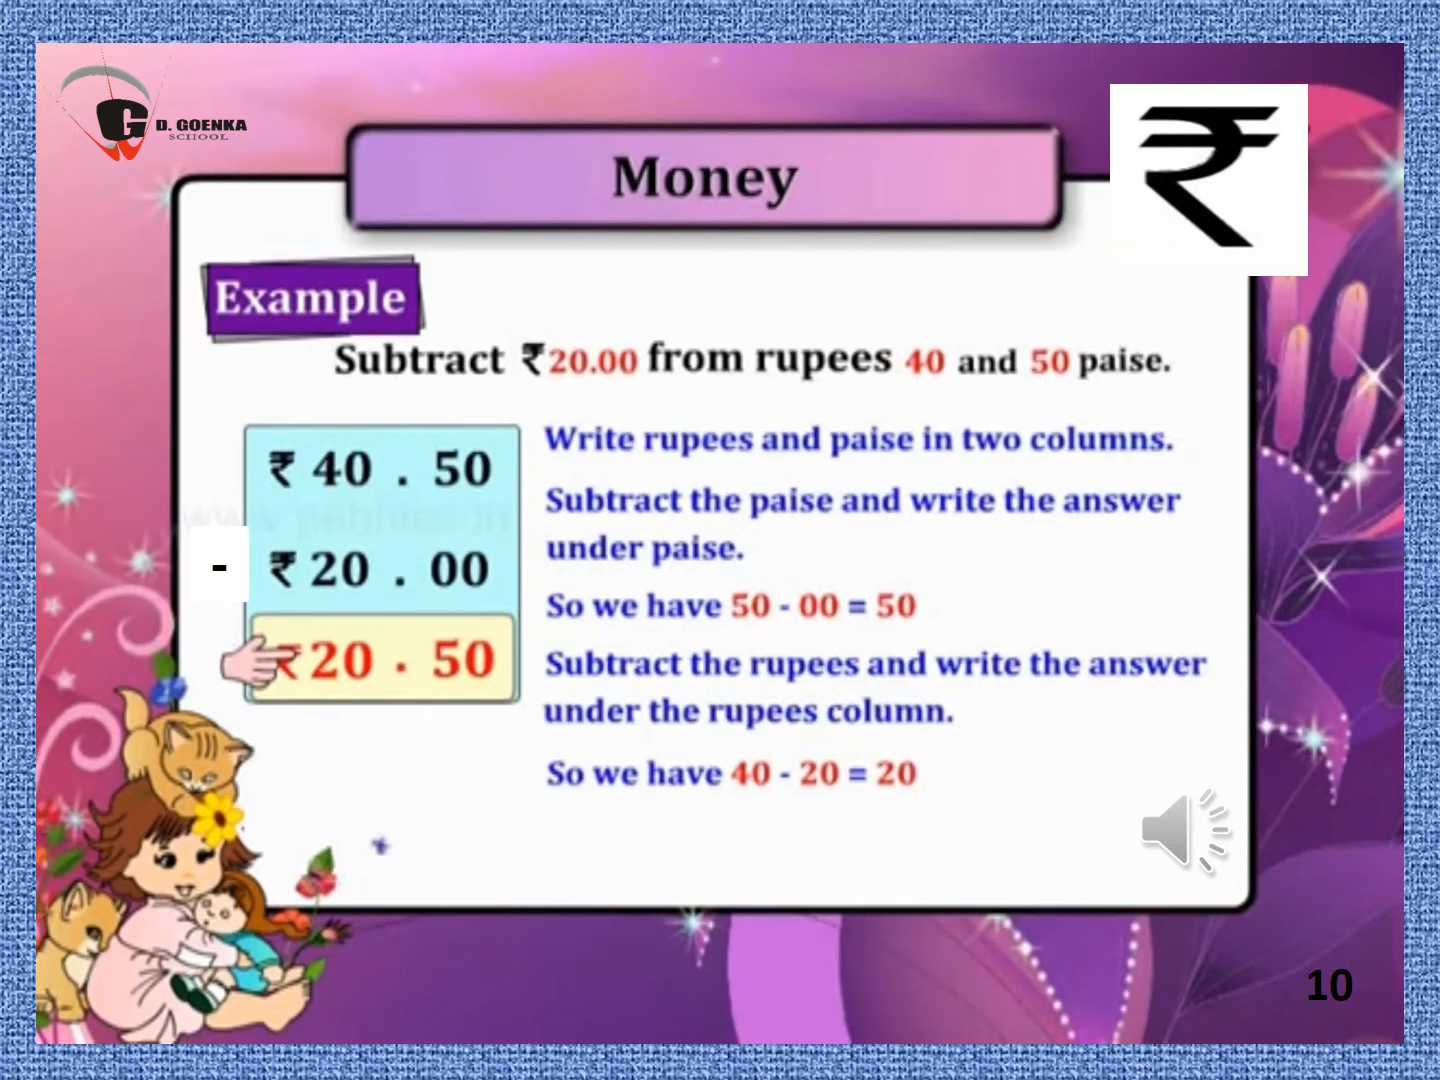 G D. GOENKA
SCHOOL
Money
₹
Example
Subtract ₹20.00 from rupees 40 and 50 paise.
₹ 40 . 50
- ₹ 20 . 00
₹20 . 50
Write rupees and paise in two columns.
Subtract the paise and write the answer
under paise.
So we have 50 - 00 = 50
Subtract the rupees and write the answer
under the rupees column.
So we have 40 - 20 = 20
10